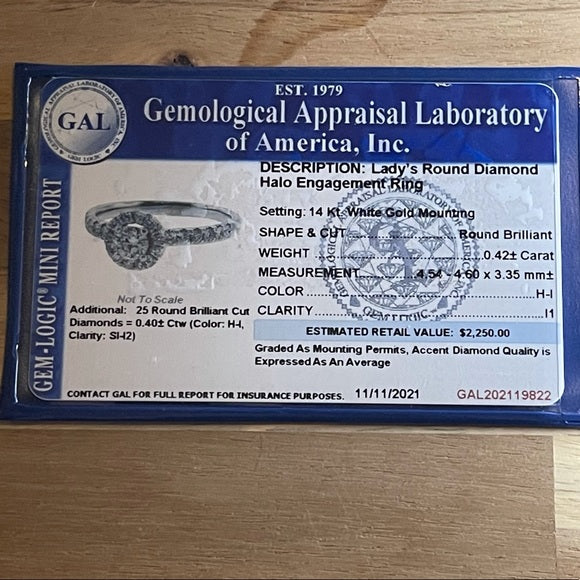 EST. 1979
Gemological Appraisal Laboratory
of America, Inc.
GAL
GEM-LOGIC® MINI REPORT
DESCRIPTION: Lady's Round Diamond
Halo Engagement Ring
Setting: 14 Kt. White Gold Mounting
SHAPE & CUT Round Brilliant
WEIGHT 0.42± Carat
MEASUREMENT 4.54 - 4.60 x 3.35 mm±
COLOR H-I
CLARITY I1
Not To Scale
Additional: 25 Round Brilliant Cut
Diamonds = 0.40± Ctw (Color: H-I,
Clarity: SI-I2)
ESTIMATED RETAIL VALUE: $2,250.00
Graded As Mounting Permits, Accent Diamond Quality is
Expressed As An Average
CONTACT GAL FOR FULL REPORT FOR INSURANCE PURPOSES. 11/11/2021 GAL202119822